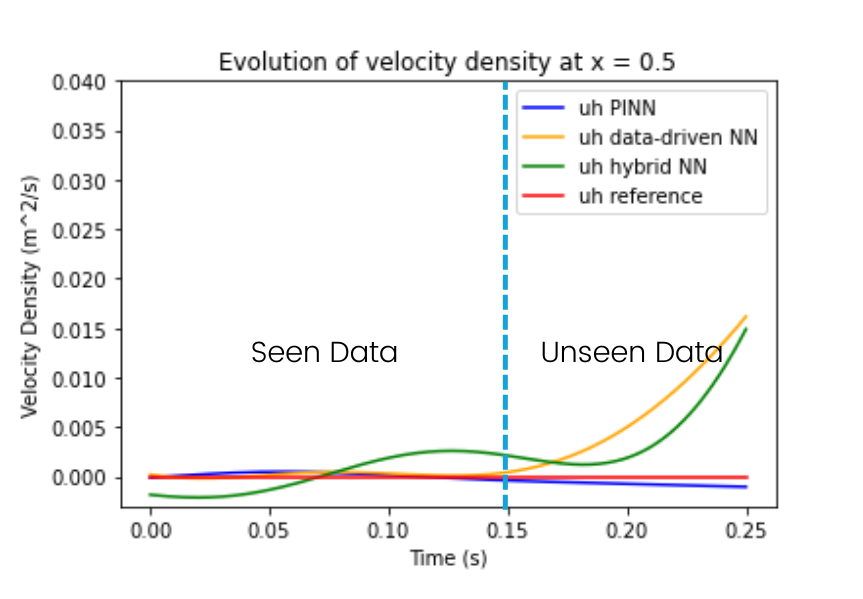 Evolution of velocity density at x = 0.5
Velocity Density (m^2/s)
0.040
0.035
0.030
0.025
0.020
0.015
0.010
0.005
0.000
uh PINN
uh data-driven NN
uh hybrid NN
uh reference
Seen Data
Unseen Data
0.00 0.05 0.10 0.15 0.20 0.25
Time (s)